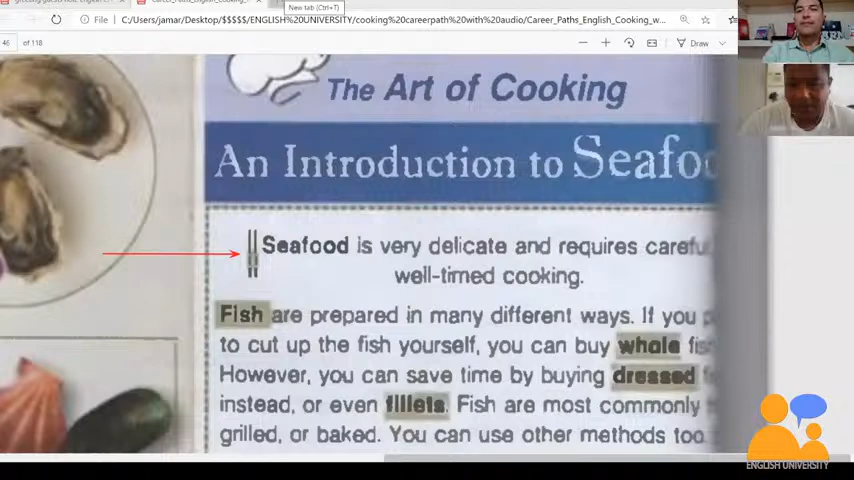 New tab (Ctrl+T)
File
C:/Users/jamar/Desktop/$$$$$/ENGLISH%20UNIVERSITY/cooking%20careerpath%20with%20audio/Career_Paths_English_Cooking_w...
46 of 118
Draw
The Art of Cooking
An Introduction to Seafoo
Seafood is very delicate and requires careful,
well-timed cooking.
Fish are prepared in many different ways. If you p
to cut up the fish yourself, you can buy whole fis
However, you can save time by buying dressed f
instead, or even fillets. Fish are most commonly
grilled, or baked. You can use other methods too.
ENGLISH UNIVERSITY